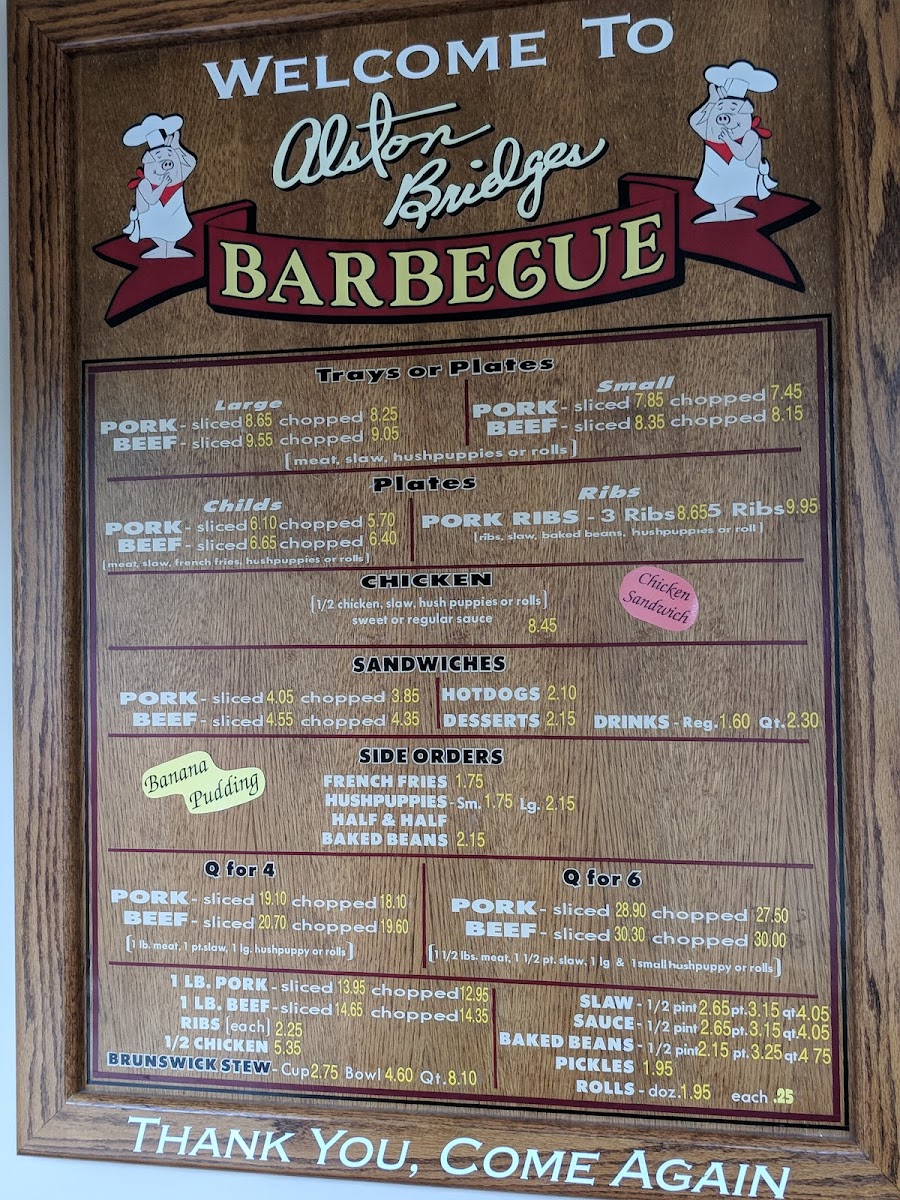 WELCOME TO
Alston
Bridges
BARBECUE
Trays or Plates
Large
PORK - sliced 8.65 chopped 8.25
BEEF - sliced 9.55 chopped 9.05
Small
PORK - sliced 7.85 chopped 7.45
BEEF - sliced 8.35 chopped 8.15
(meat, slaw, hushpuppies or rolls)
Plates
Childs
PORK - sliced 6.10 chopped 5.70
BEEF - sliced 6.65 chopped 6.40
(meat, slaw, french fries, hushpuppies or rolls)
Ribs
PORK RIBS - 3 Ribs 8.65 5 Ribs 9.95
(ribs, slaw, baked beans, hushpuppies or roll)
CHICKEN
(1/2 chicken, slaw, hush puppies or rolls)
sweet or regular sauce 8.45
Chicken
Sandwich
SANDWICHES
PORK - sliced 4.05 chopped 3.85
BEEF - sliced 4.55 chopped 4.35
HOTDOGS 2.10
DESSERTS 2.15 DRINKS - Reg. 1.60 Qt. 2.30
SIDE ORDERS
Banana
Pudding
FRENCH FRIES 1.75
HUSHPUPPIES - Sm. 1.75 Lg. 2.15
HALF & HALF
BAKED BEANS 2.15
Q for 4
PORK - sliced 19.10 chopped 18.10
BEEF - sliced 20.70 chopped 19.60
(1 lb. meat, 1 pt.slaw, 1 lg. hushpuppy or rolls)
Q for 6
PORK - sliced 28.90 chopped 27.50
BEEF - sliced 30.30 chopped 30.00
(1 1/2 lbs. meat, 1 1/2 pt. slaw, 1 lg & 1 small hushpuppy or rolls)
1 LB. PORK - sliced 13.95 chopped 12.95
1 LB. BEEF - sliced 14.65 chopped 14.35
RIBS (each) 2.25
1/2 CHICKEN 5.35
BRUNSWICK STEW - Cup 2.75 Bowl 4.60 Qt. 8.10
SLAW - 1/2 pint 2.65 pt. 3.15 qt 4.05
SAUCE - 1/2 pint 2.65 pt. 3.15 qt 4.05
BAKED BEANS - 1/2 pint 2.15 pt. 3.25 qt 4 75
PICKLES 1.95
ROLLS - doz. 1.95 each .25
THANK YOU, COME AGAIN